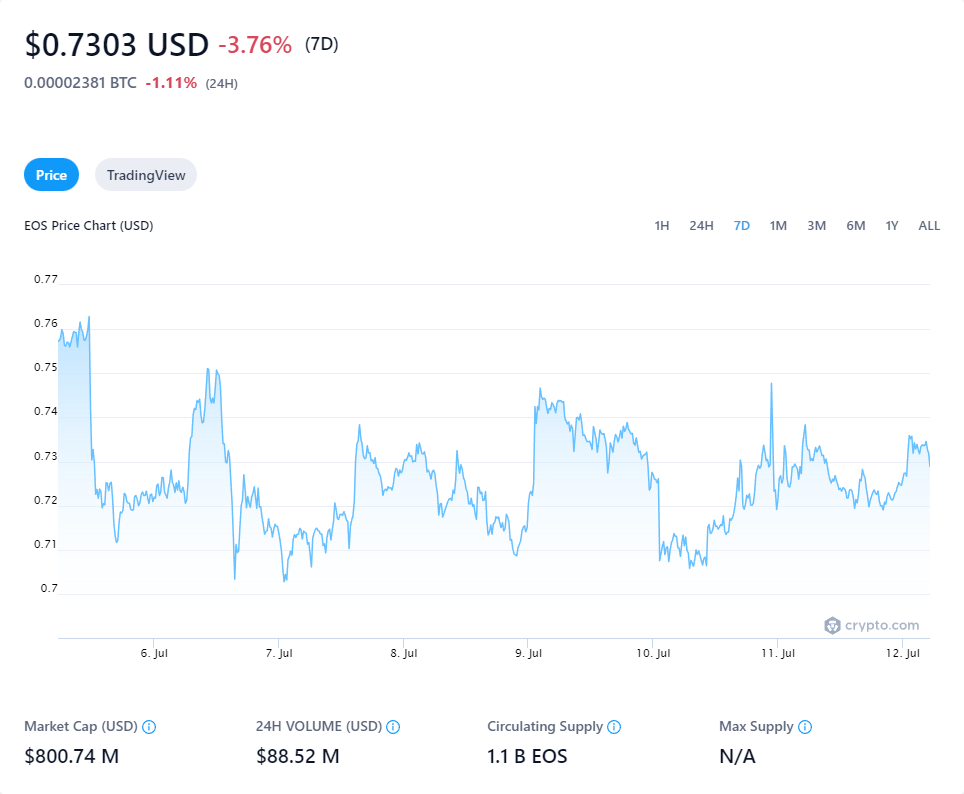 $0.7303 USD -3.76% (7D)
0.00002381 BTC -1.11% (24H)
Price TradingView
EOS Price Chart (USD) 1H 24H 7D 1M 3M 6M 1Y ALL
0.77
0.76
0.75
0.74
0.73
0.72
0.71
0.7
crypto.com
6. Jul 7. Jul 8. Jul 9. Jul 10. Jul 11. Jul 12. Jul
Market Cap (USD) 24H VOLUME (USD) Circulating Supply Max Supply
$800.74 M $88.52 M 1.1 B EOS N/A